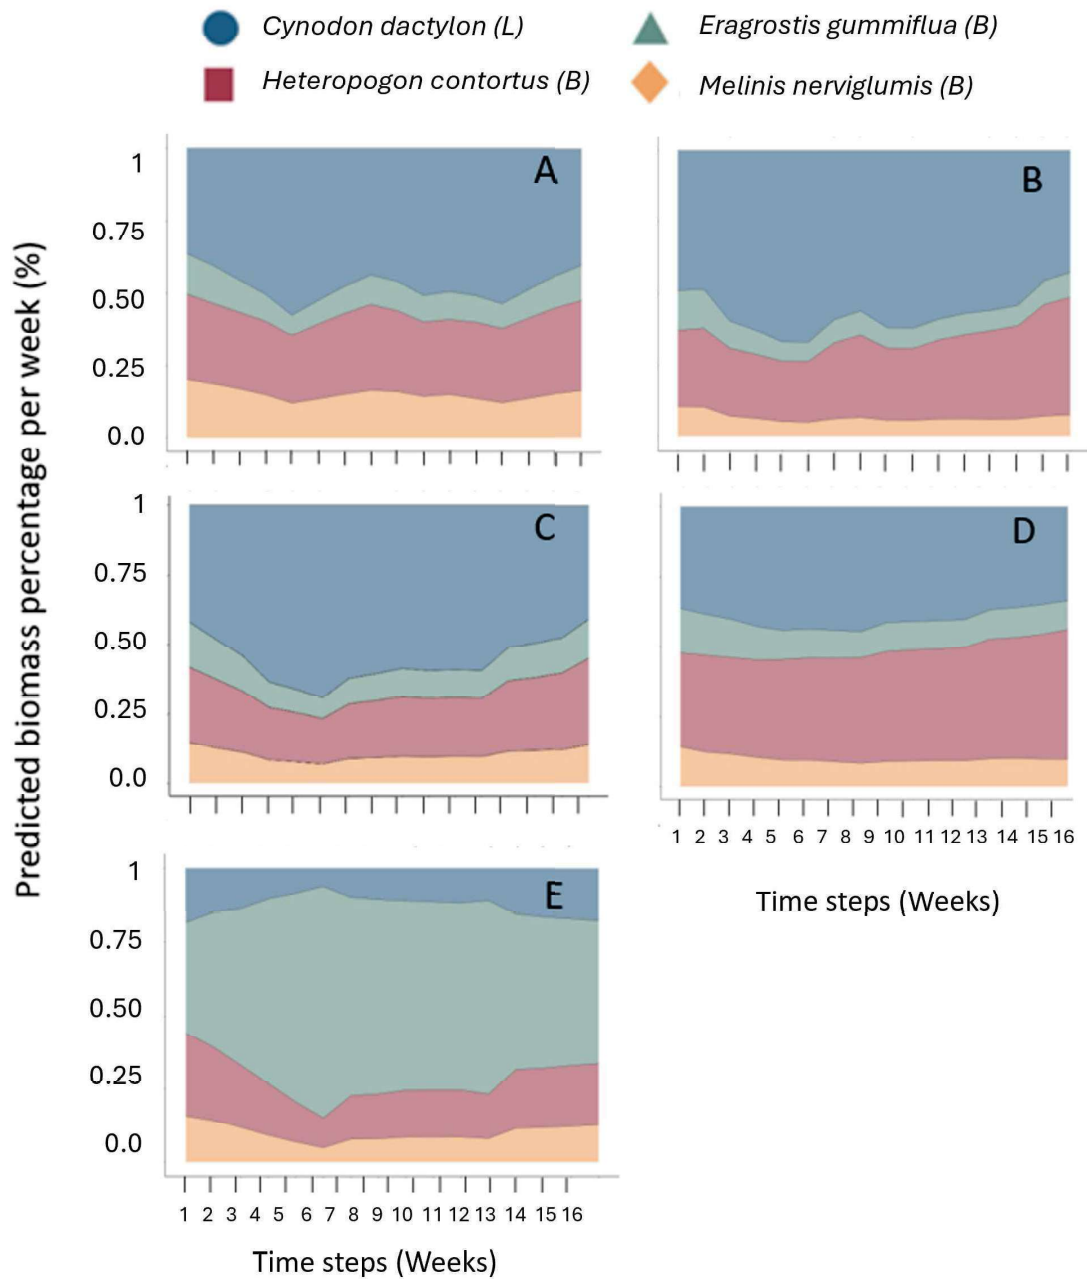 Cynodon dactylon (L)
Eragrostis gummiflua (B)
Heteropogon contortus (B)
Melinis nerviglumis (B)
Predicted biomass percentage per week (%)
A
1
0.75
0.50
0.25
0.0
B
C
1
0.75
0.50
0.25
0.0
D
1 2 3 4 5 6 7 8 9 10 11 12 13 14 15 16
Time steps (Weeks)
E
1
0.75
0.50
0.25
0.0
1 2 3 4 5 6 7 8 9 10 11 12 13 14 15 16
Time steps (Weeks)